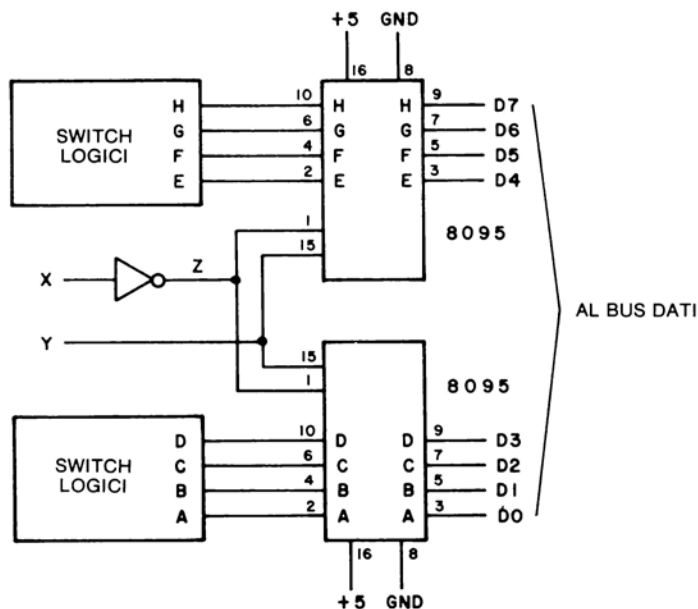 +5 GND
16 8
SWITCH LOGICI
H 10 H H 9 D7
G 6 G G 7 D6
F 4 F F 5 D5
E 2 E E 3 D4
1
15
8095
X Z
Y
AL BUS DATI
15
1
8095
SWITCH LOGICI
D 10 D D 9 D3
C 6 C C 7 D2
B 4 B B 5 D1
A 2 A A 3 D0
16 8
+5 GND